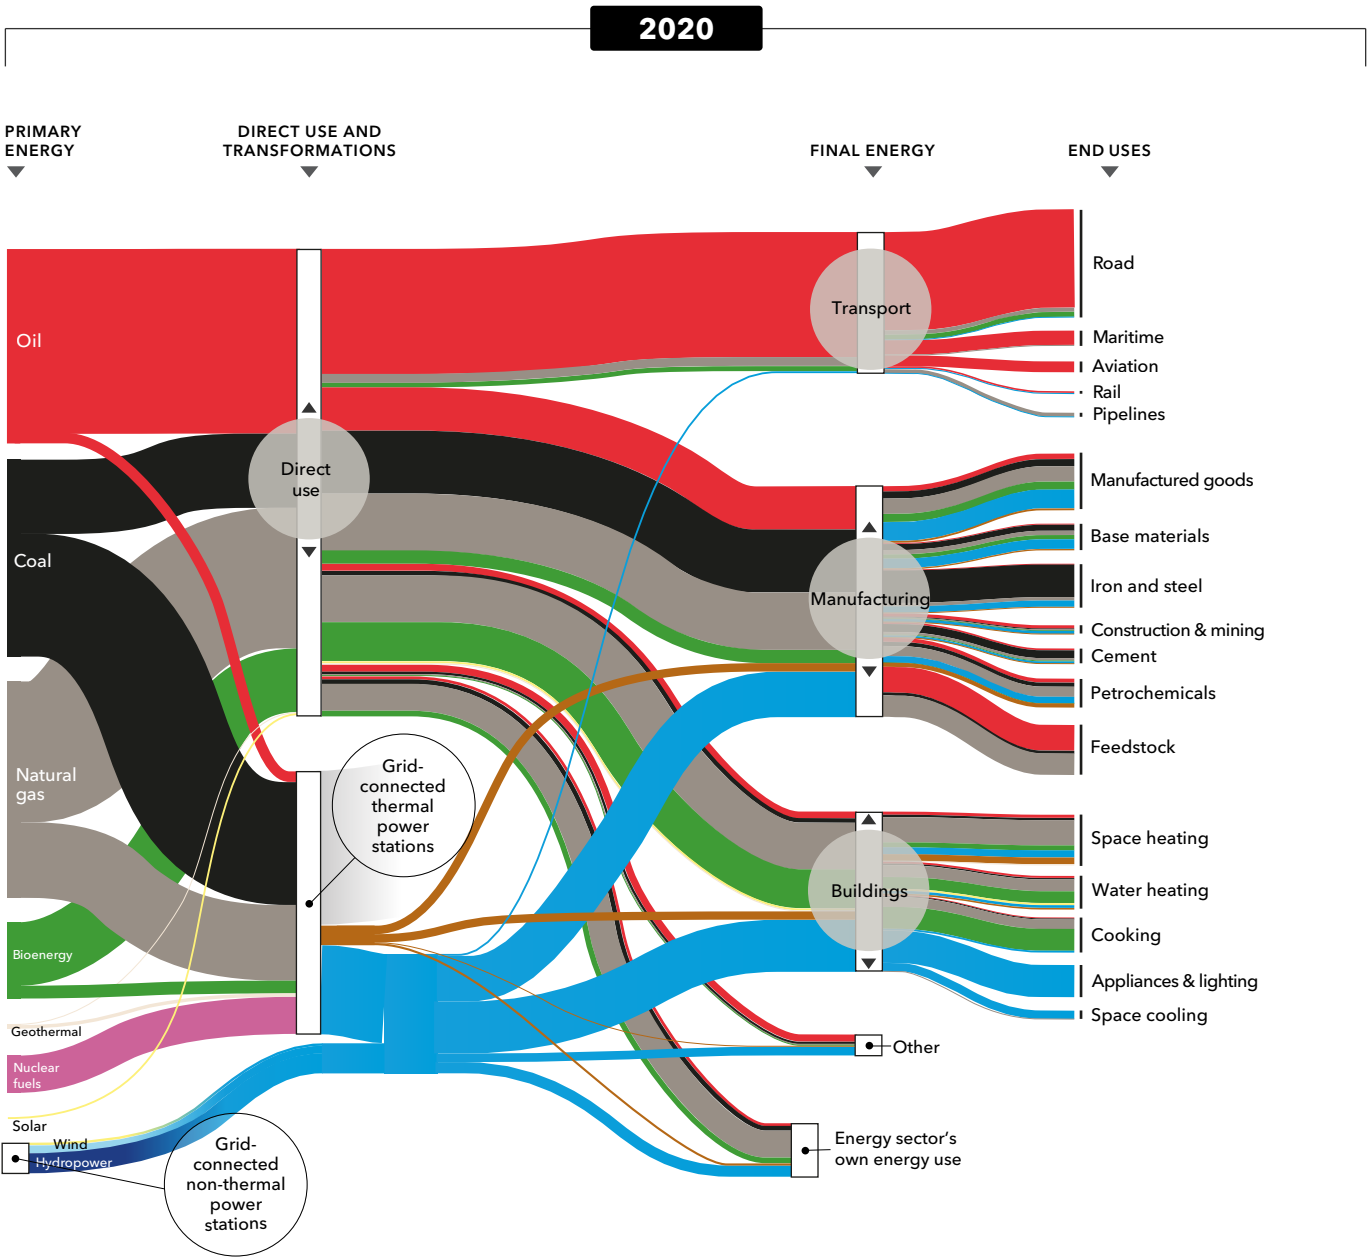 2020
PRIMARY
ENERGY
DIRECT USE AND
TRANSFORMATIONS
FINAL ENERGY
END USES
Oil
Coal
Natural
gas
Bioenergy
Geothermal
Nuclear
fuels
Solar
Wind
Hydropower
Direct
use
Grid-
connected
thermal
power
stations
Grid-
connected
non-thermal
power
stations
Transport
Manufacturing
Buildings
Other
Energy sector’s
own energy use
Road
Maritime
Aviation
Rail
Pipelines
Manufactured goods
Base materials
Iron and steel
Construction & mining
Cement
Petrochemicals
Feedstock
Space heating
Water heating
Cooking
Appliances & lighting
Space cooling